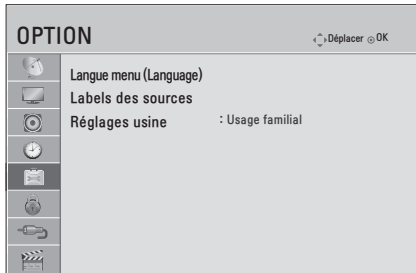 OPTION
Déplacer OK
Langue menu (Language)
Labels des sources
Réglages usine : Usage familial